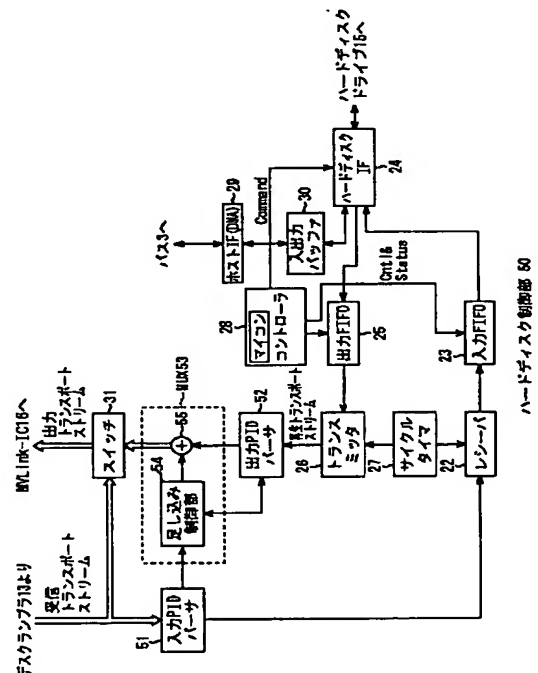 デスクランブラ13より
受信
トランスポート
ストリーム
MVLink-IC16へ
出力
トランスポート
ストリーム
スイッチ
31
バス3へ
ホストIF(DMA)
29
入出力
バッファ
30
Command
ハードディスク
ドライブ15へ
ハードディスク
IF
24
28
マイコン
コントローラ
Cntl&
Status
出力FIFO
25
入力FIFO
23
MUX53
55
54
足し込み
制御部
52
出力PID
パーサ
再生トランスポート
ストリーム
トランス
ミッタ
26
サイクル
タイマ
27
レシーバ
22
入力PID
パーサ
51
ハードディスク制御部 50